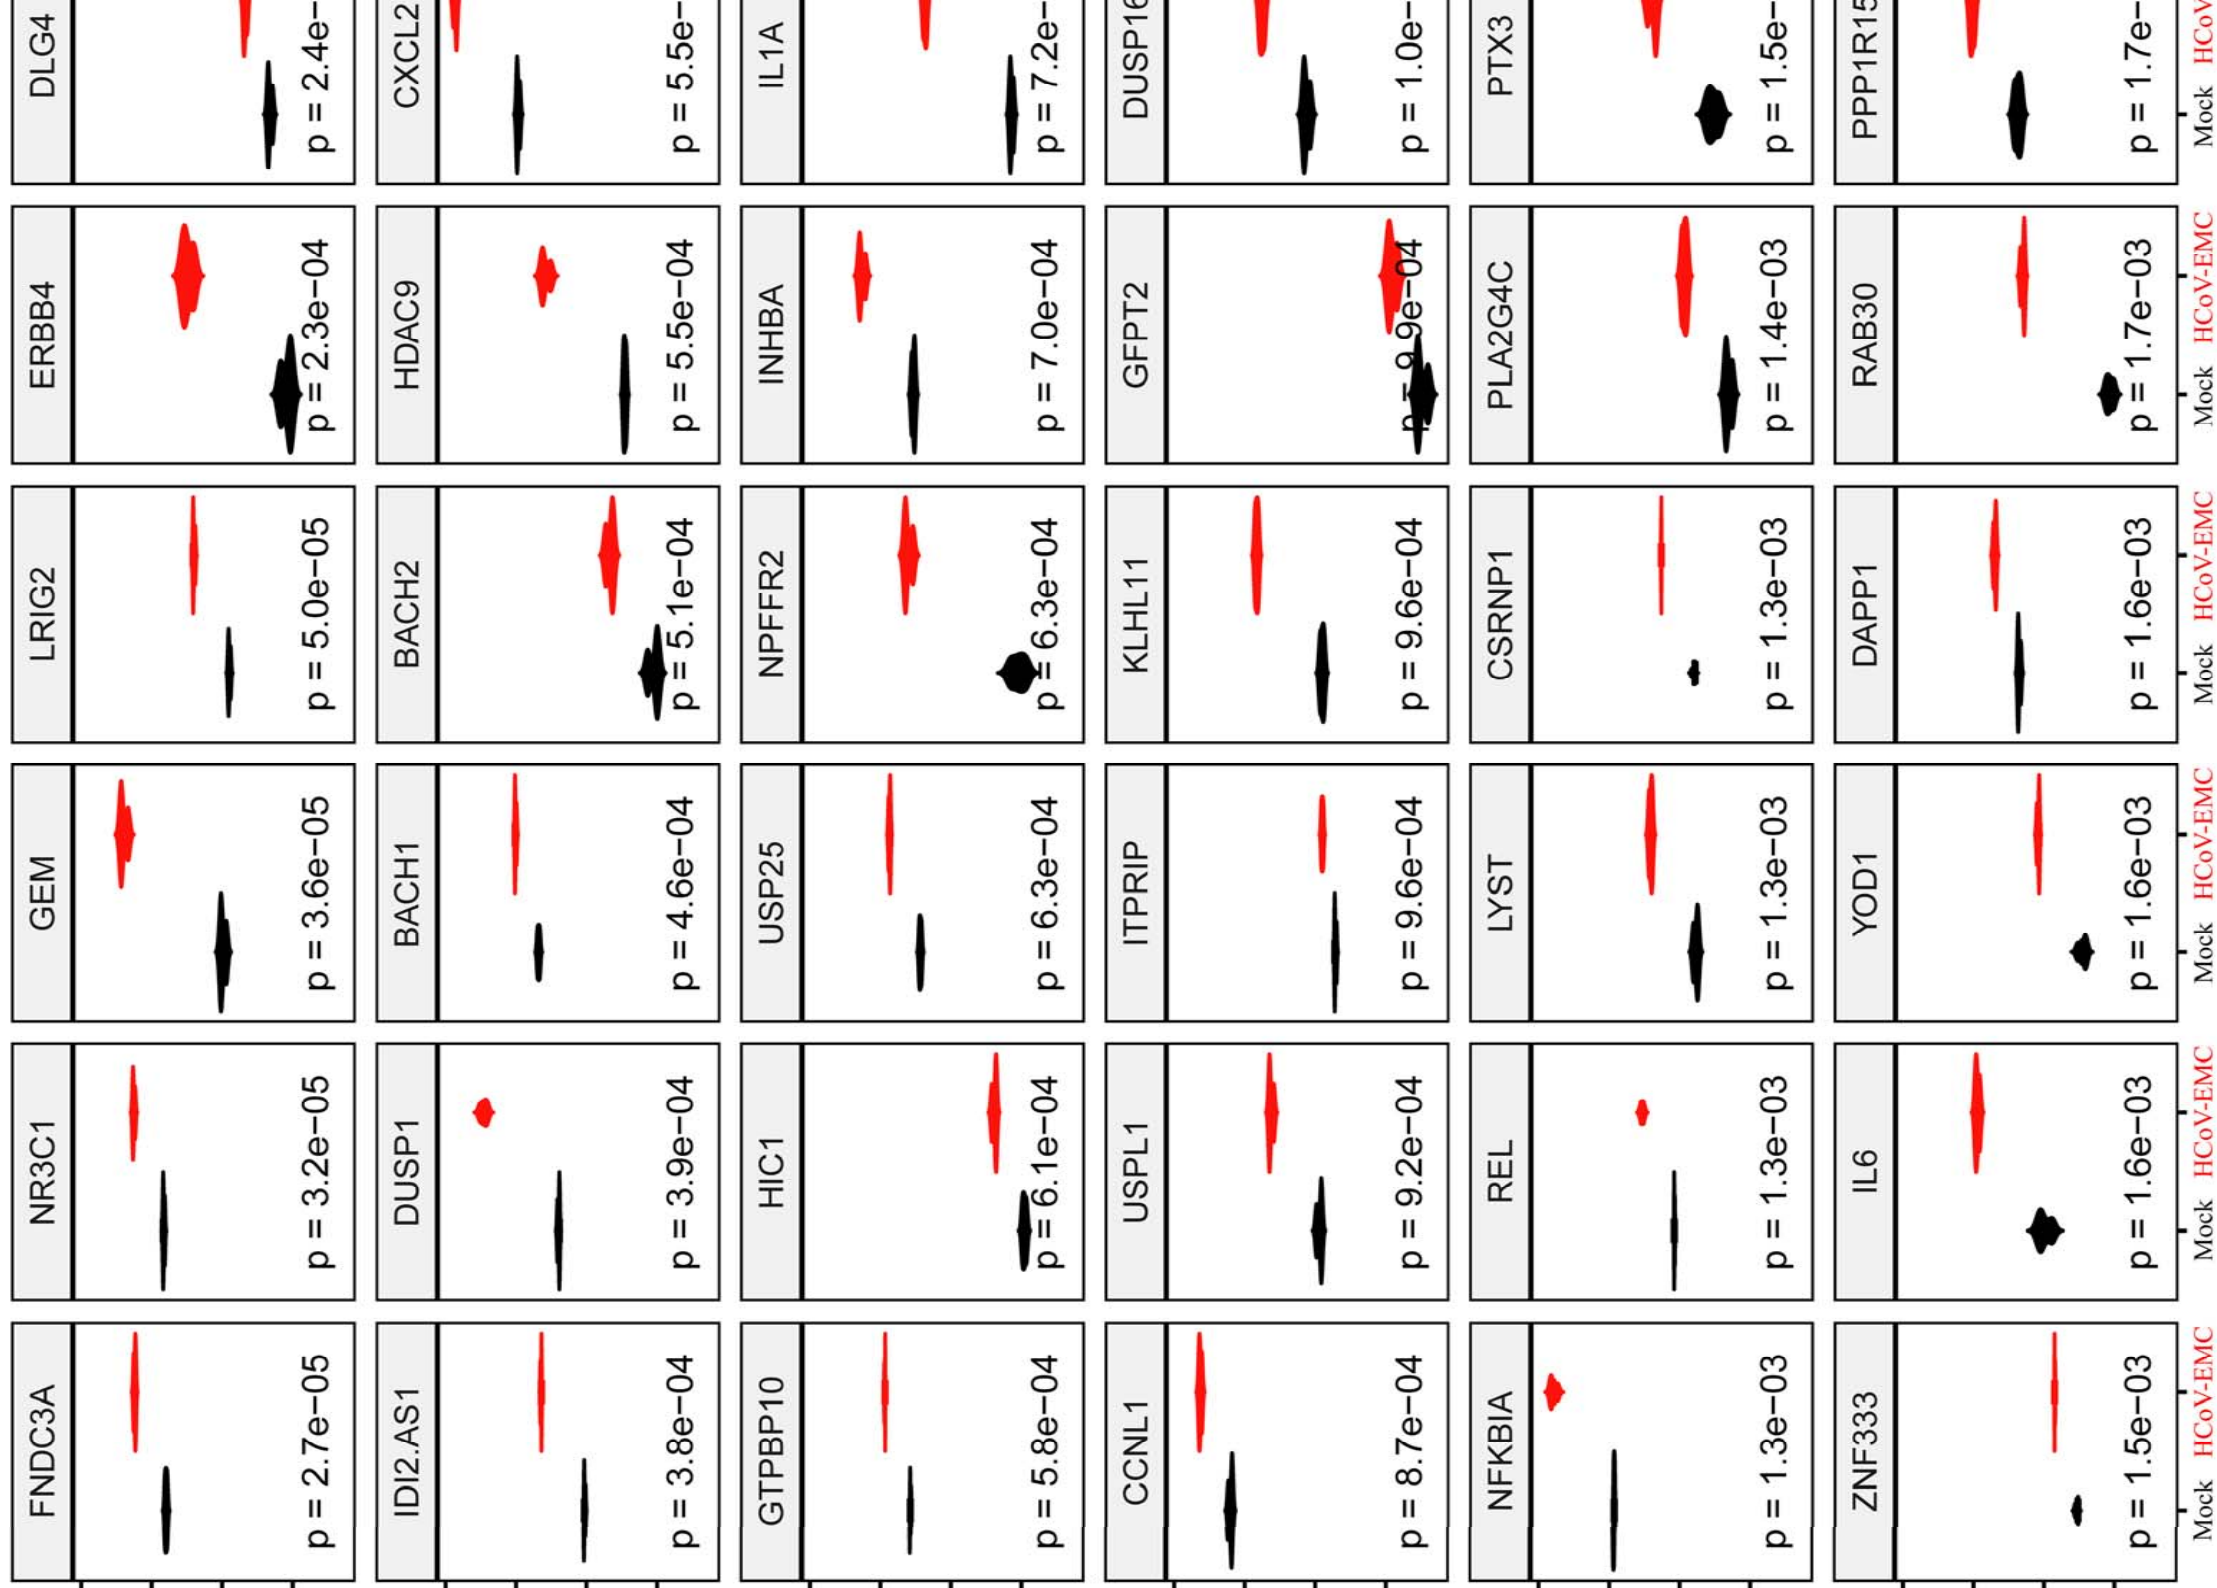 FNDC3A NR3C1 GEM LRIG2 ERBB4 DLG4
p = 2.7e−05 p = 3.2e−05 p = 3.6e−05 p = 5.0e−05 p = 2.3e−04 p = 2.4e−
IDI2.AS1 DUSP1 BACH1 BACH2 HDAC9 CXCL2
p = 3.8e−04 p = 3.9e−04 p = 4.6e−04 p = 5.1e−04 p = 5.5e−04 p = 5.5e−
GTPBP10 HIC1 USP25 NPFFR2 INHBA IL1A
p = 5.8e−04 p = 6.1e−04 p = 6.3e−04 p = 6.3e−04 p = 7.0e−04 p = 7.2e−
CCNL1 USPL1 ITPRIP KLHL11 GFPT2 DUSP16
p = 8.7e−04 p = 9.2e−04 p = 9.6e−04 p = 9.6e−04 p = 9.9e−04 p = 1.0e−
NFKBIA REL LYST CSRNP1 PLA2G4C PTX3
p = 1.3e−03 p = 1.3e−03 p = 1.3e−03 p = 1.3e−03 p = 1.4e−03 p = 1.5e−
ZNF333 IL6 YOD1 DAPP1 RAB30 PPP1R15
p = 1.5e−03 p = 1.6e−03 p = 1.6e−03 p = 1.6e−03 p = 1.7e−03 p = 1.7e−
Mock HCoV-EMC Mock HCoV-EMC Mock HCoV-EMC Mock HCoV-EMC Mock HCoV-EMC Mock